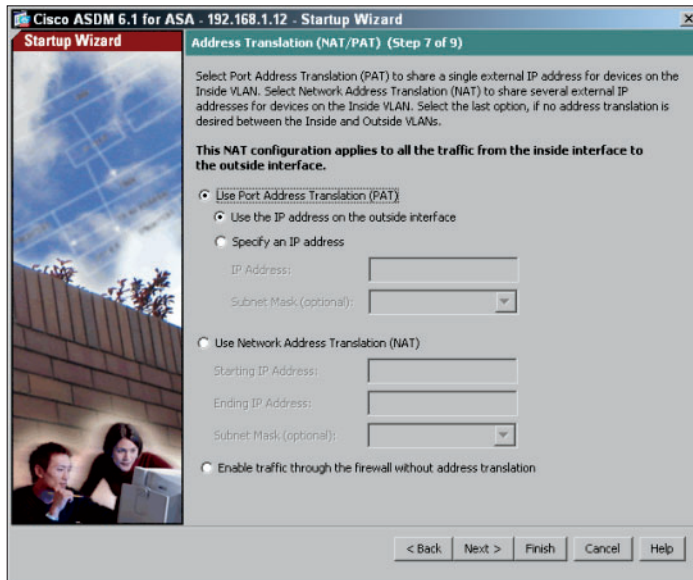 Cisco ASDM 6.1 for ASA - 192.168.1.12 - Startup Wizard
Startup Wizard
Address Translation (NAT/PAT) (Step 7 of 9)
Select Port Address Translation (PAT) to share a single external IP address for devices on the
Inside VLAN. Select Network Address Translation (NAT) to share several external IP
addresses for devices on the Inside VLAN. Select the last option, if no address translation is
desired between the Inside and Outside VLANs.
This NAT configuration applies to all the traffic from the inside interface to
the outside interface.
Use Port Address Translation (PAT)
Use the IP address on the outside interface
Specify an IP address
IP Address:
Subnet Mask (optional):
Use Network Address Translation (NAT)
Starting IP Address:
Ending IP Address:
Subnet Mask (optional):
Enable traffic through the firewall without address translation
< Back Next > Finish Cancel Help